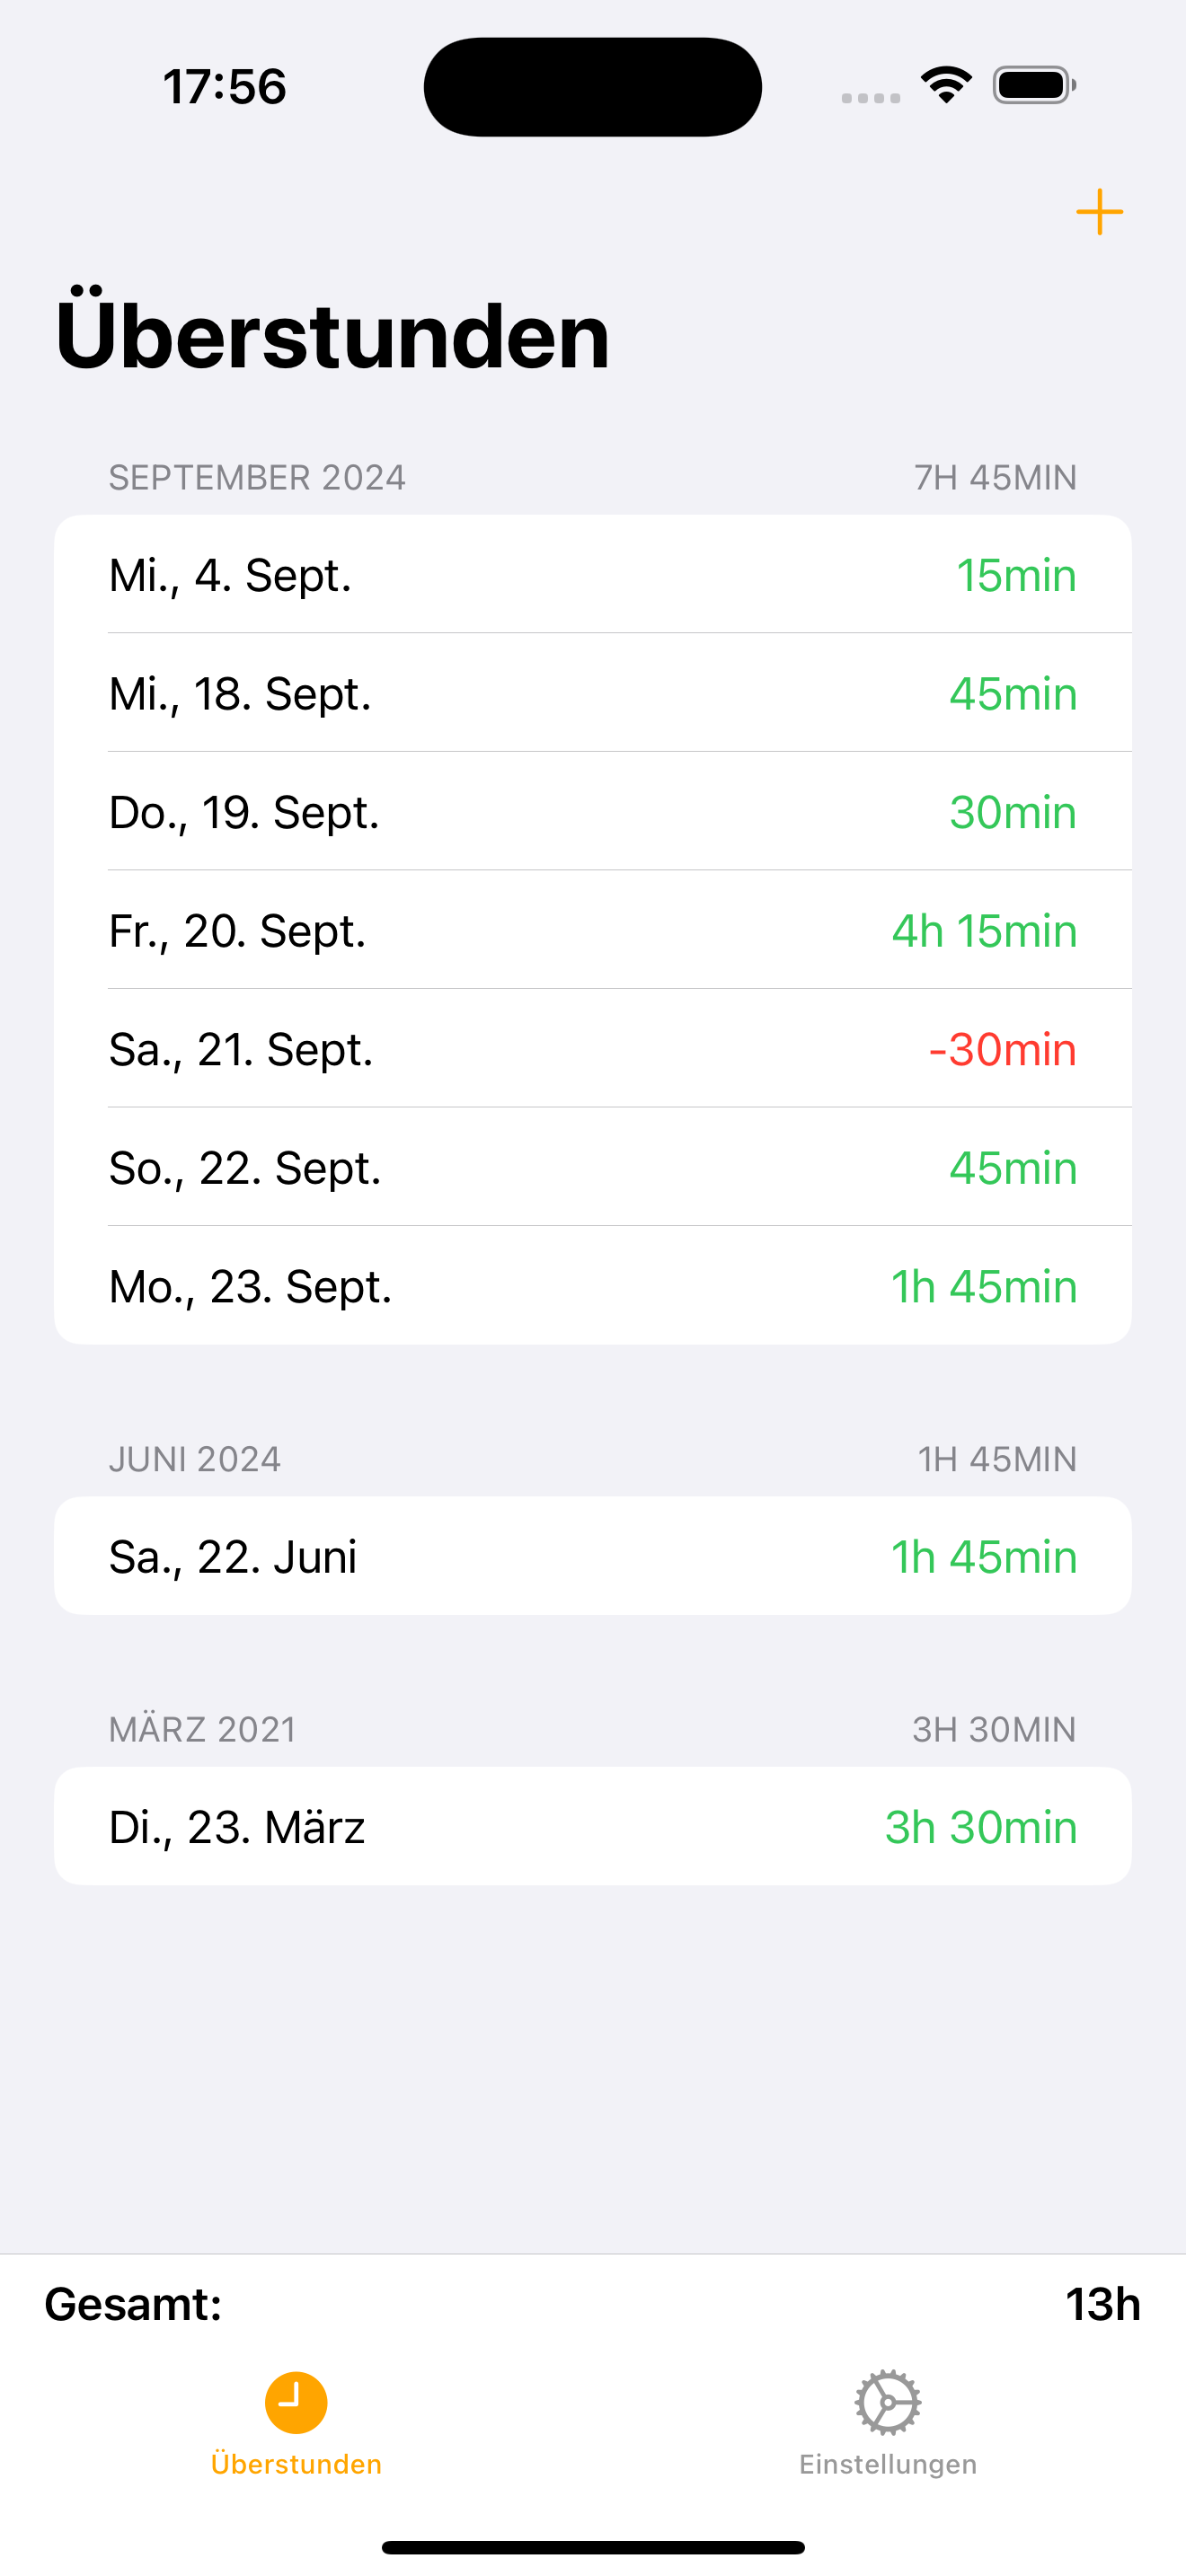 17:56
Überstunden
SEPTEMBER 2024 7H 45MIN
Mi., 4. Sept. 15min
Mi., 18. Sept. 45min
Do., 19. Sept. 30min
Fr., 20. Sept. 4h 15min
Sa., 21. Sept. -30min
So., 22. Sept. 45min
Mo., 23. Sept. 1h 45min
JUNI 2024 1H 45MIN
Sa., 22. Juni 1h 45min
MÄRZ 2021 3H 30MIN
Di., 23. März 3h 30min
Gesamt: 13h
Überstunden Einstellungen